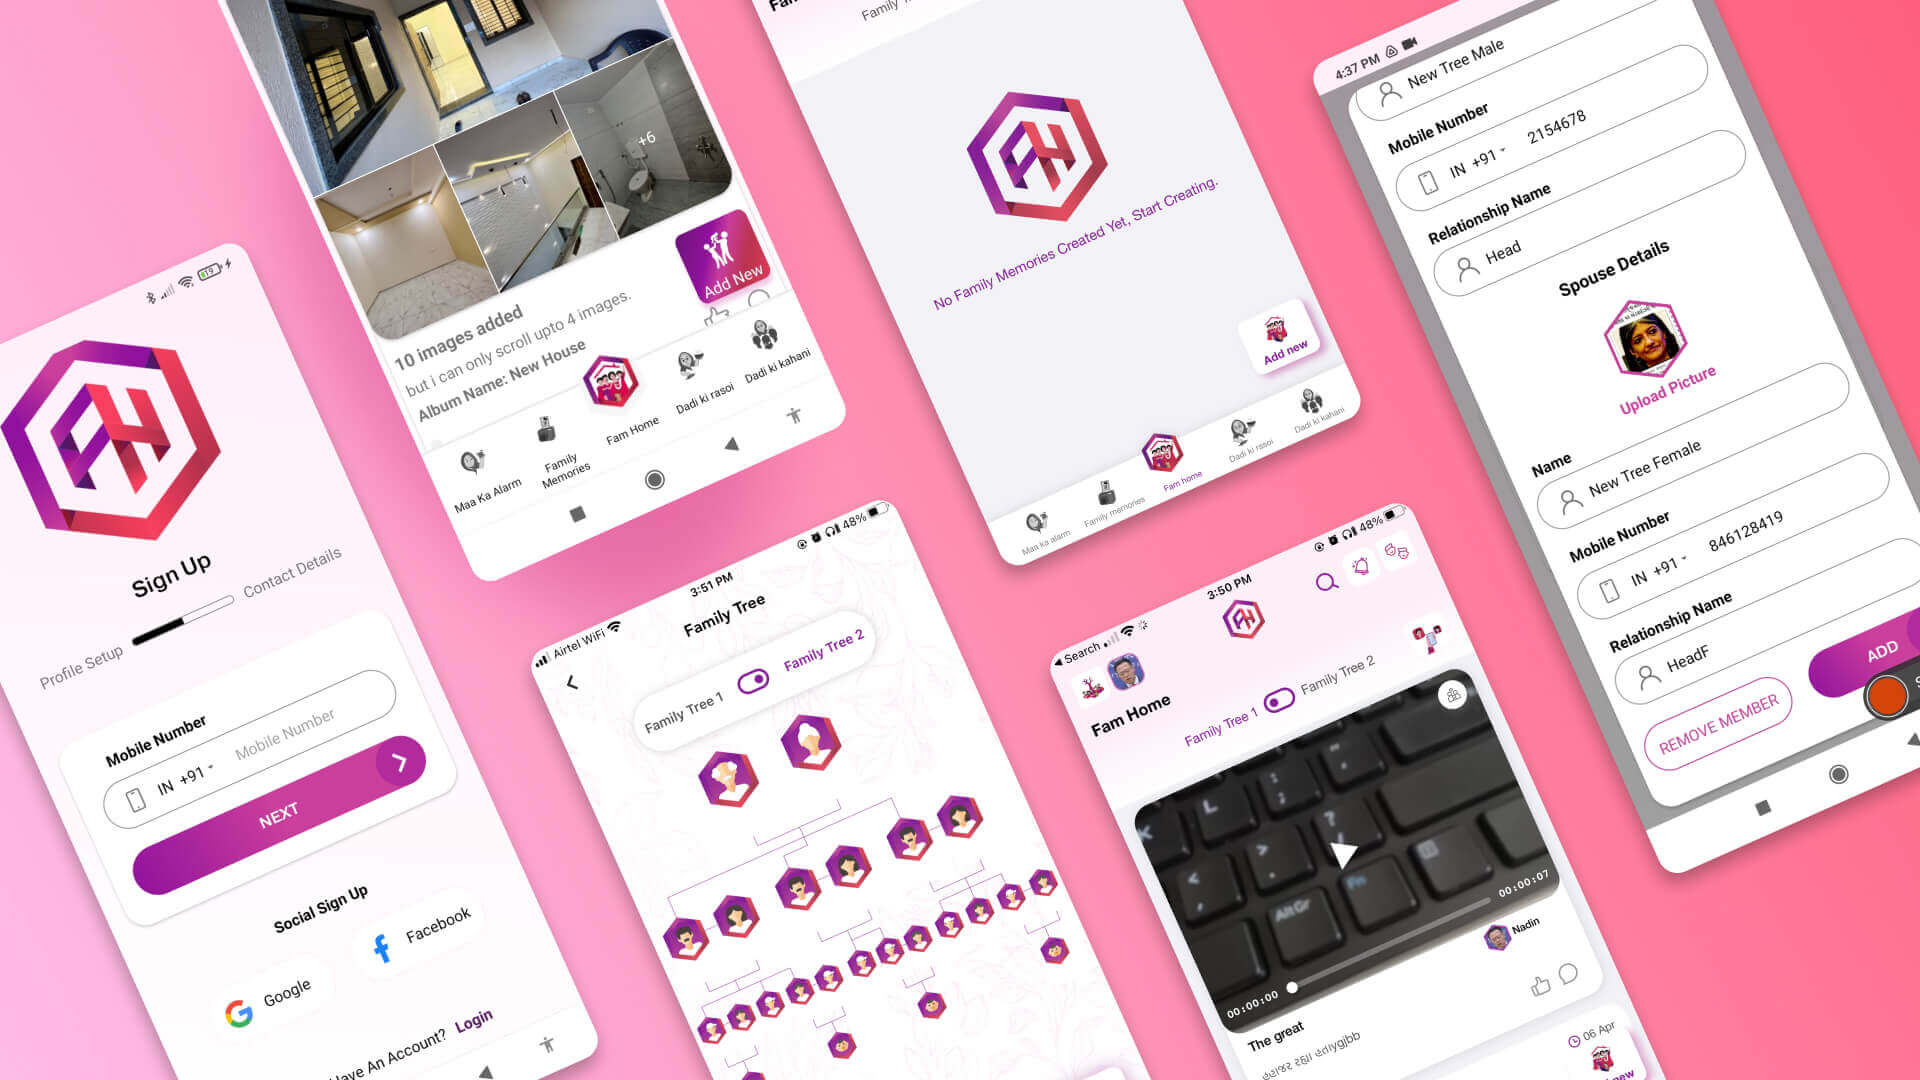 Sign Up
Profile Setup
Contact Details
Mobile Number
IN +91
Mobile Number
NEXT
Social Sign Up
Google
Facebook
Have An Account? Login
19
+6
Add New
10 images added
but i can only scroll upto 4 images.
Album Name: New House
Maa Ka Alarm
Family
Memories
Fam Home
Dadi ki rasoi
Dadi ki kahani
Airtel WiFi
3:51 PM
48%
Family Tree
Family Tree 1
Family Tree 2
No Family Memories Created Yet, Start Creating.
Add new
Maa ka alarm
Family memories
Fam home
Dadi ki rasoi
Dadi ki kahani
Search
3:50 PM
48%
Fam Home
Family Tree 1
Family Tree 2
AltGr
Fn
00:00:00
00:00:07
Nadin
The great
06 Apr
4:37 PM
New Tree Male
Mobile Number
IN +91 2154678
Relationship Name
Head
Spouse Details
Upload Picture
Name
New Tree Female
Mobile Number
IN +91 846128419
Relationship Name
HeadF
REMOVE MEMBER
ADD